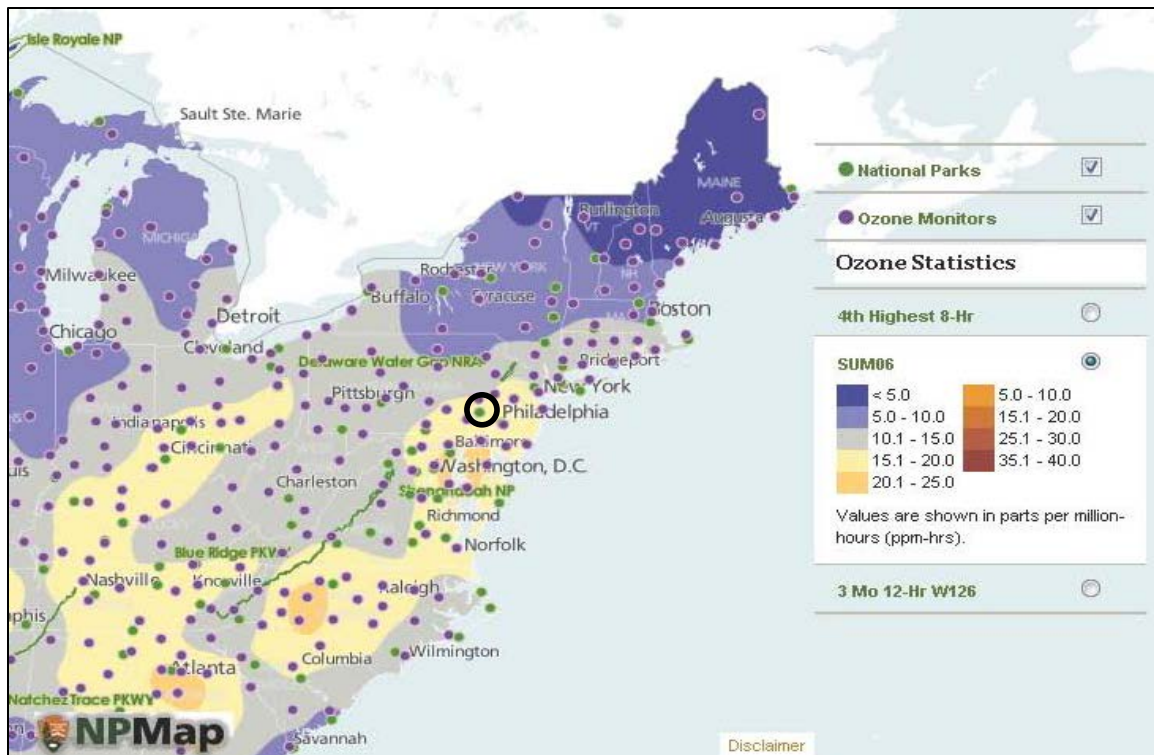 Isle Royale NP
Sault Ste. Marie
MAINE
Burlington
VT
Augusta
MICHIGA
Milwaukee
Rochester
NEW YORK
NH
Buffalo
Syracuse
MA
Boston
Detroit
Chicago
Cleveland
Delaware Water Gap NRA
Bridgeport
Pittsburgh
New York
Indianapolis
Philadelphia
Cincinnati
Baltimore
Washington, D.C.
Charleston
Shenandoah NP
Richmond
Blue Ridge PKWY
Norfolk
Nashville
Knoxville
Raleigh
Columbia
Wilmington
Atlanta
Natchez Trace PKWY
Savannah
NPMap
Disclaimer
National Parks
Ozone Monitors
Ozone Statistics
4th Highest 8-Hr
SUM06
< 5.0
5.0 - 10.0
5.0 - 10.0
15.1 - 20.0
10.1 - 15.0
25.1 - 30.0
15.1 - 20.0
35.1 - 40.0
20.1 - 25.0
Values are shown in parts per million-
hours (ppm-hrs).
3 Mo 12-Hr W126